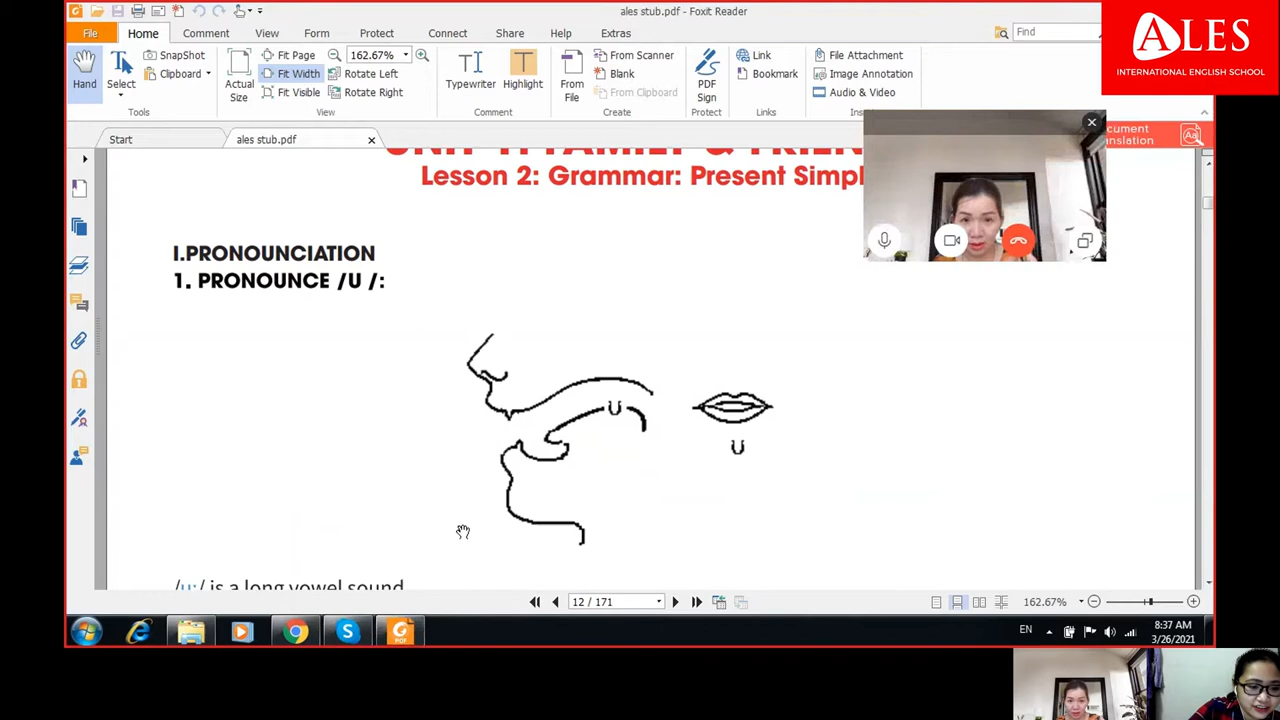 ales stub.pdf - Foxit Reader
ALES
INTERNATIONAL ENGLISH SCHOOL
File Home Comment View Form Protect Connect Share Help Extras
Find
Hand
Select
SnapShot
Clipboard
Tools
Actual Size
Fit Page
Fit Width
Fit Visible
162.67%
Rotate Left
Rotate Right
View
Typewriter
Highlight
Comment
From File
From Scanner
Blank
From Clipboard
Create
PDF Sign
Protect
Link
Bookmark
Links
File Attachment
Image Annotation
Audio & Video
Start
ales stub.pdf
Lesson 2: Grammar: Present Simpl
I.PRONOUNCIATION
1. PRONOUNCE /U /:
U
U
/u:/ is a long vowel sound
12 / 171
162.67%
EN
8:37 AM
3/26/2021